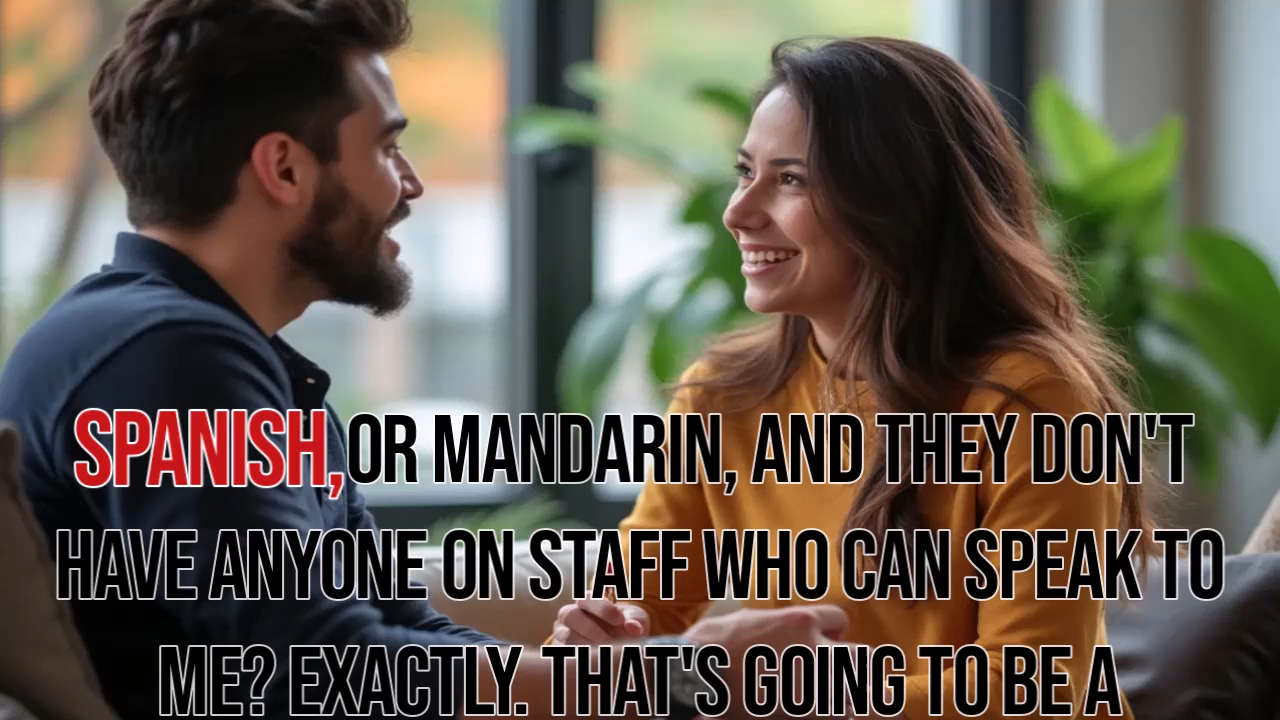 SPANISH, OR MANDARIN, AND THEY DON'T
HAVE ANYONE ON STAFF WHO CAN SPEAK TO
ME? EXACTLY. THAT'S GOING TO BE A